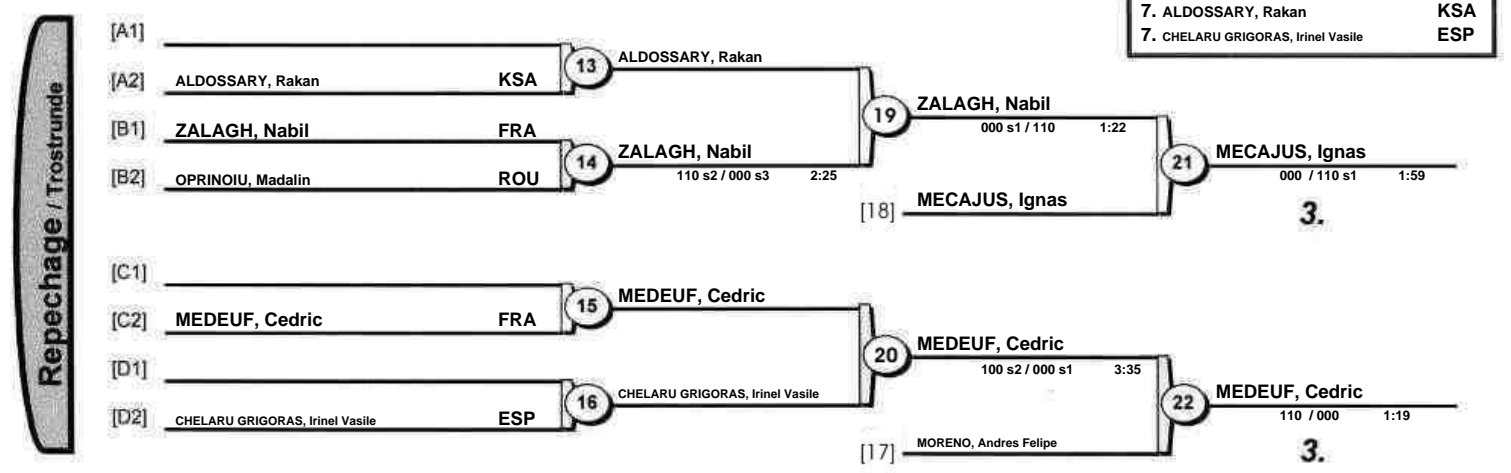 7. ALDOSSARY, Rakan KSA
7. CHELARU GRIGORAS, Irinel Vasile ESP
Repechage / Trostrunde
[A1]
13 ALDOSSARY, Rakan
[A2] ALDOSSARY, Rakan KSA
19 ZALAGH, Nabil
000 s1 / 110 1:22
[B1] ZALAGH, Nabil FRA
14 ZALAGH, Nabil
110 s2 / 000 s3 2:25
21 MECAJUS, Ignas
000 / 110 s1 1:59
[B2] OPRINOIU, Madalin ROU
[18] MECAJUS, Ignas
3.
[C1]
15 MEDEUF, Cedric
[C2] MEDEUF, Cedric FRA
20 MEDEUF, Cedric
100 s2 / 000 s1 3:35
[D1]
16 CHELARU GRIGORAS, Irinel Vasile
22 MEDEUF, Cedric
110 / 000 1:19
[D2] CHELARU GRIGORAS, Irinel Vasile ESP
[17] MORENO, Andres Felipe
3.